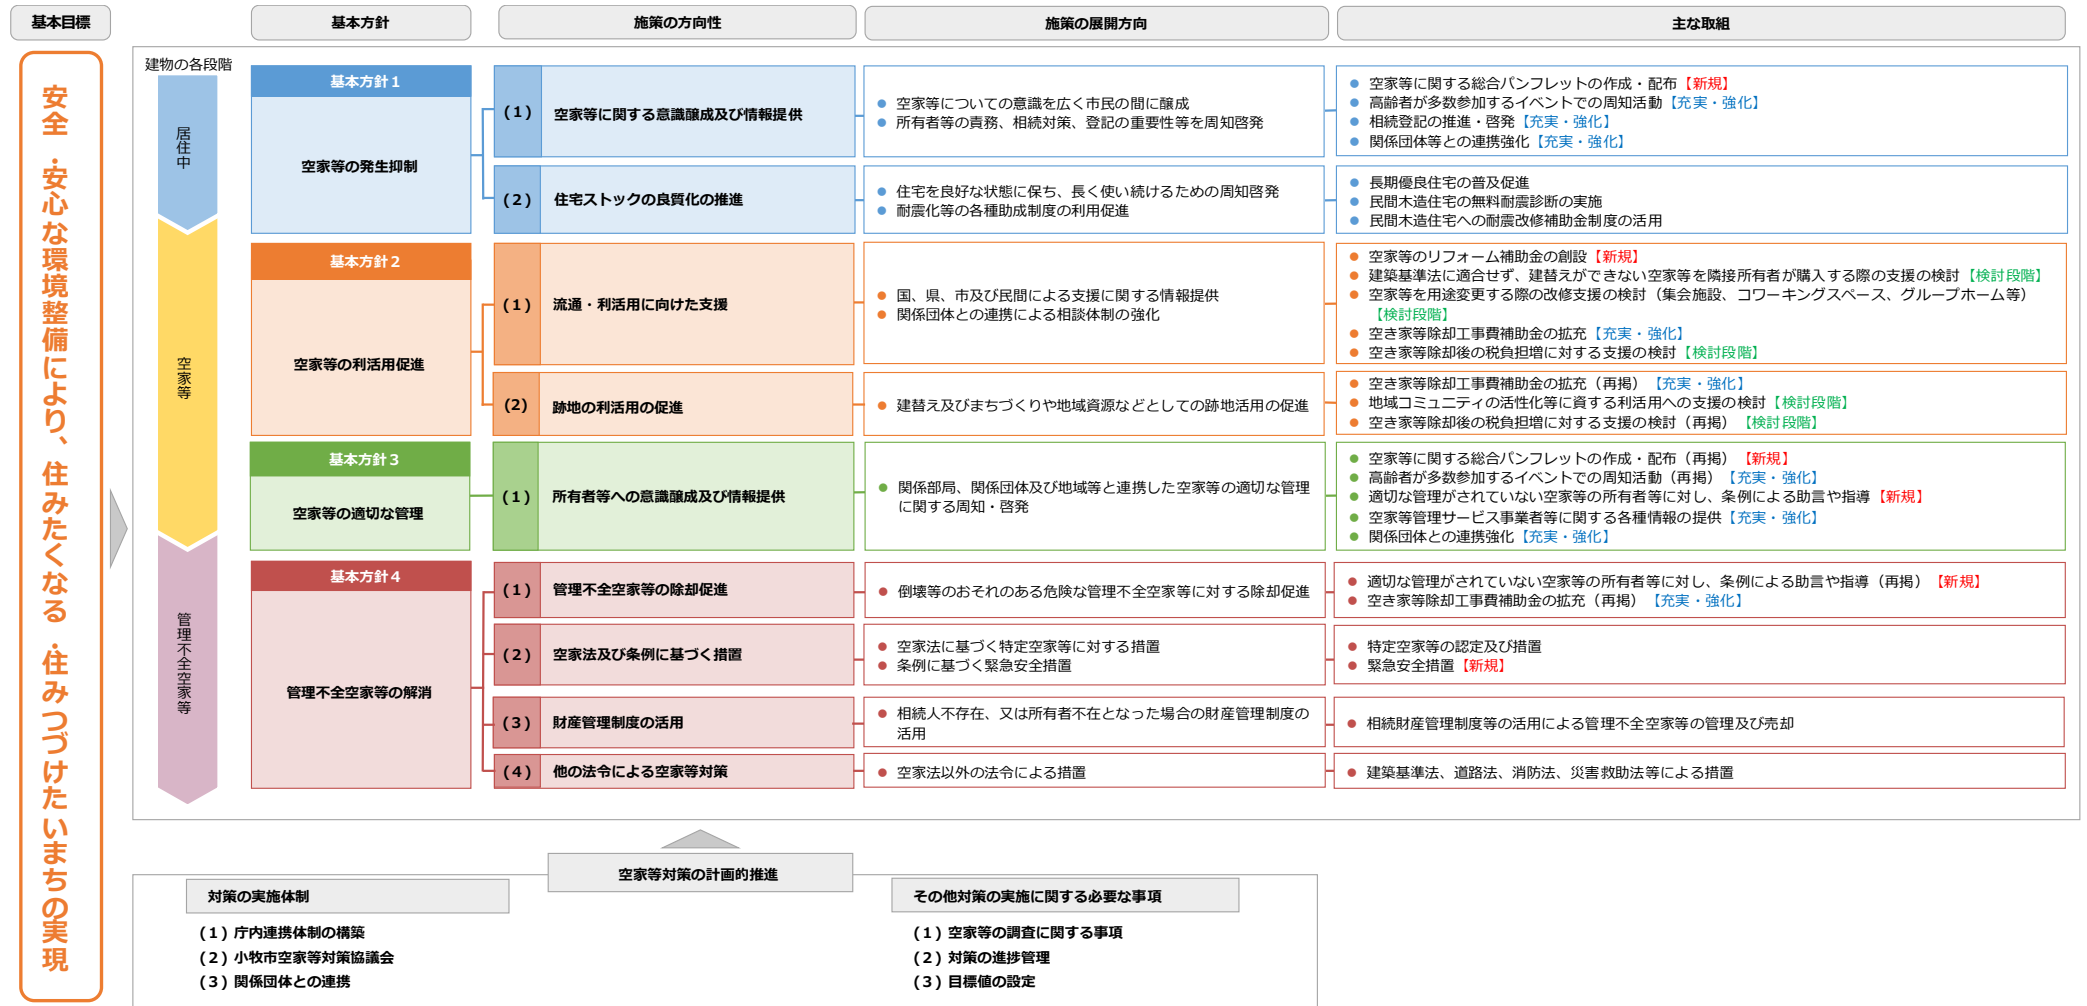 基本目標
基本方針
施策の方向性
施策の展開方向
主な取組
安全・安心な環境整備により、住みたくなる・住みつづけたいまちの実現
建物の各段階
居住中
空家等
管理不全空家等
基本方針1
空家等の発生抑制
(1) 空家等に関する意識醸成及び情報提供
● 空家等についての意識を広く市民の間に醸成
● 所有者等の責務、相続対策、登記の重要性等を周知啓発
● 空家等に関する総合パンフレットの作成・配布【新規】
● 高齢者が多数参加するイベントでの周知活動【充実・強化】
● 相続登記の推進・啓発【充実・強化】
● 関係団体等との連携強化【充実・強化】
(2) 住宅ストックの良質化の推進
● 住宅を良好な状態に保ち、長く使い続けるための周知啓発
● 耐震化等の各種助成制度の利用促進
● 長期優良住宅の普及促進
● 民間木造住宅の無料耐震診断の実施
● 民間木造住宅への耐震改修補助金制度の活用
基本方針2
空家等の利活用促進
(1) 流通・利活用に向けた支援
● 国、県、市及び民間による支援に関する情報提供
● 関係団体との連携による相談体制の強化
● 空家等のリフォーム補助金の創設【新規】
● 建築基準法に適合せず、建替えができない空家等を隣接所有者が購入する際の支援の検討【検討段階】
● 空家等を用途変更する際の改修支援の検討（集会施設、コワーキングスペース、グループホーム等）
【検討段階】
● 空き家等除却工事費補助金の拡充【充実・強化】
● 空き家等除却後の税負担増に対する支援の検討【検討段階】
(2) 跡地の利活用の促進
● 建替え及びまちづくりや地域資源などとしての跡地活用の促進
● 空き家等除却工事費補助金の拡充（再掲）【充実・強化】
● 地域コミュニティの活性化等に資する利活用への支援の検討【検討段階】
● 空き家等除却後の税負担増に対する支援の検討（再掲）【検討段階】
基本方針3
空家等の適切な管理
(1) 所有者等への意識醸成及び情報提供
● 関係部局、関係団体及び地域等と連携した空家等の適切な管理
に関する周知・啓発
● 空家等に関する総合パンフレットの作成・配布（再掲）【新規】
● 高齢者が多数参加するイベントでの周知活動（再掲）【充実・強化】
● 適切な管理がされていない空家等の所有者等に対し、条例による助言や指導【新規】
● 空家等管理サービス事業者等に関する各種情報の提供【充実・強化】
● 関係団体との連携強化【充実・強化】
基本方針4
管理不全空家等の解消
(1) 管理不全空家等の除却促進
● 倒壊等のおそれのある危険な管理不全空家等に対する除却促進
● 適切な管理がされていない空家等の所有者等に対し、条例による助言や指導（再掲）【新規】
● 空き家等除却工事費補助金の拡充（再掲）【充実・強化】
(2) 空家法及び条例に基づく措置
● 空家法に基づく特定空家等に対する措置
● 条例に基づく緊急安全措置
● 特定空家等の認定及び措置
● 緊急安全措置【新規】
(3) 財産管理制度の活用
● 相続人不存在、又は所有者不在となった場合の財産管理制度の
活用
● 相続財産管理制度等の活用による管理不全空家等の管理及び売却
(4) 他の法令による空家等対策
● 空家法以外の法令による措置
● 建築基準法、道路法、消防法、災害救助法等による措置
空家等対策の計画的推進
対策の実施体制
(1) 庁内連携体制の構築
(2) 小牧市空家等対策協議会
(3) 関係団体との連携
その他対策の実施に関する必要な事項
(1) 空家等の調査に関する事項
(2) 対策の進捗管理
(3) 目標値の設定